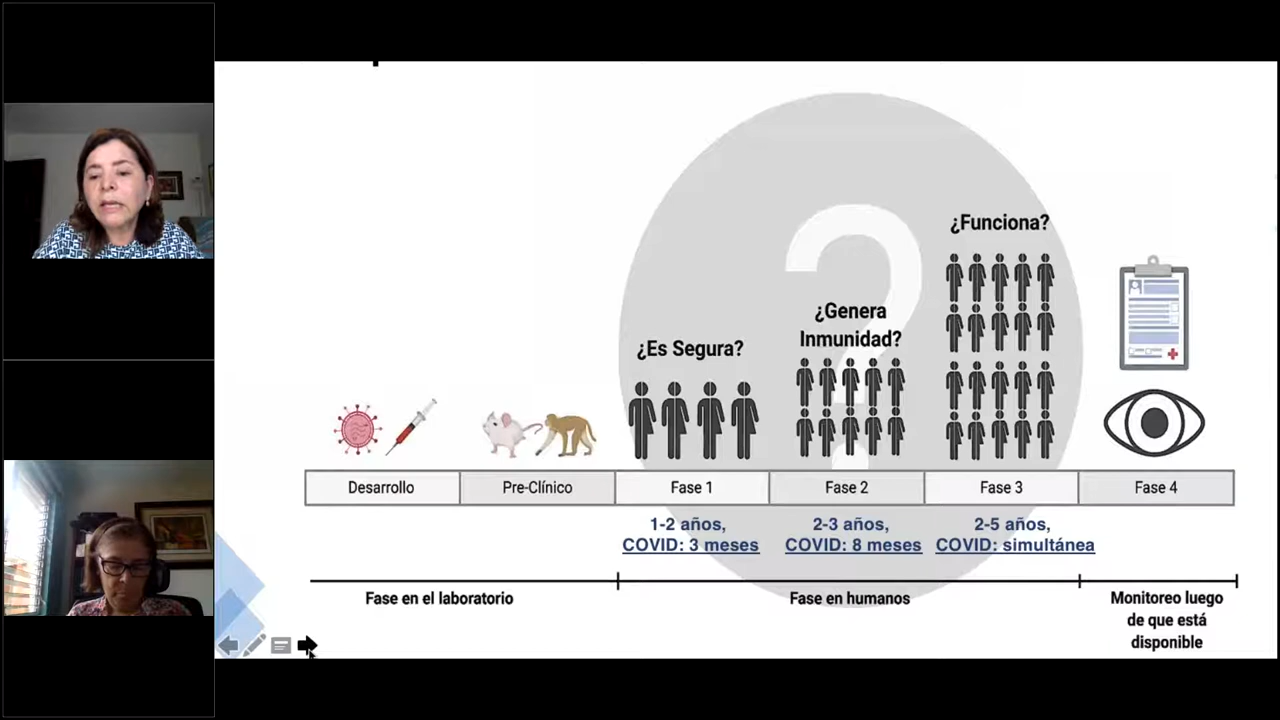 ¿Funciona?
¿Genera
Inmunidad?
¿Es Segura?
Desarrollo
Pre-Clínico
Fase 1
Fase 2
Fase 3
Fase 4
1-2 años,
COVID: 3 meses
2-3 años,
COVID: 8 meses
2-5 años,
COVID: simultánea
Fase en el laboratorio
Fase en humanos
Monitoreo luego
de que está
disponible